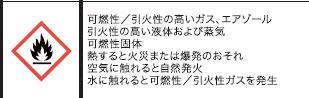 可燃性／引火性の高いガス、エアゾール
引火性の高い液体および蒸気
可燃性固体
熱すると火災または爆発のおそれ
空気に触れると自然発火
水に触れると可燃性／引火性ガスを発生